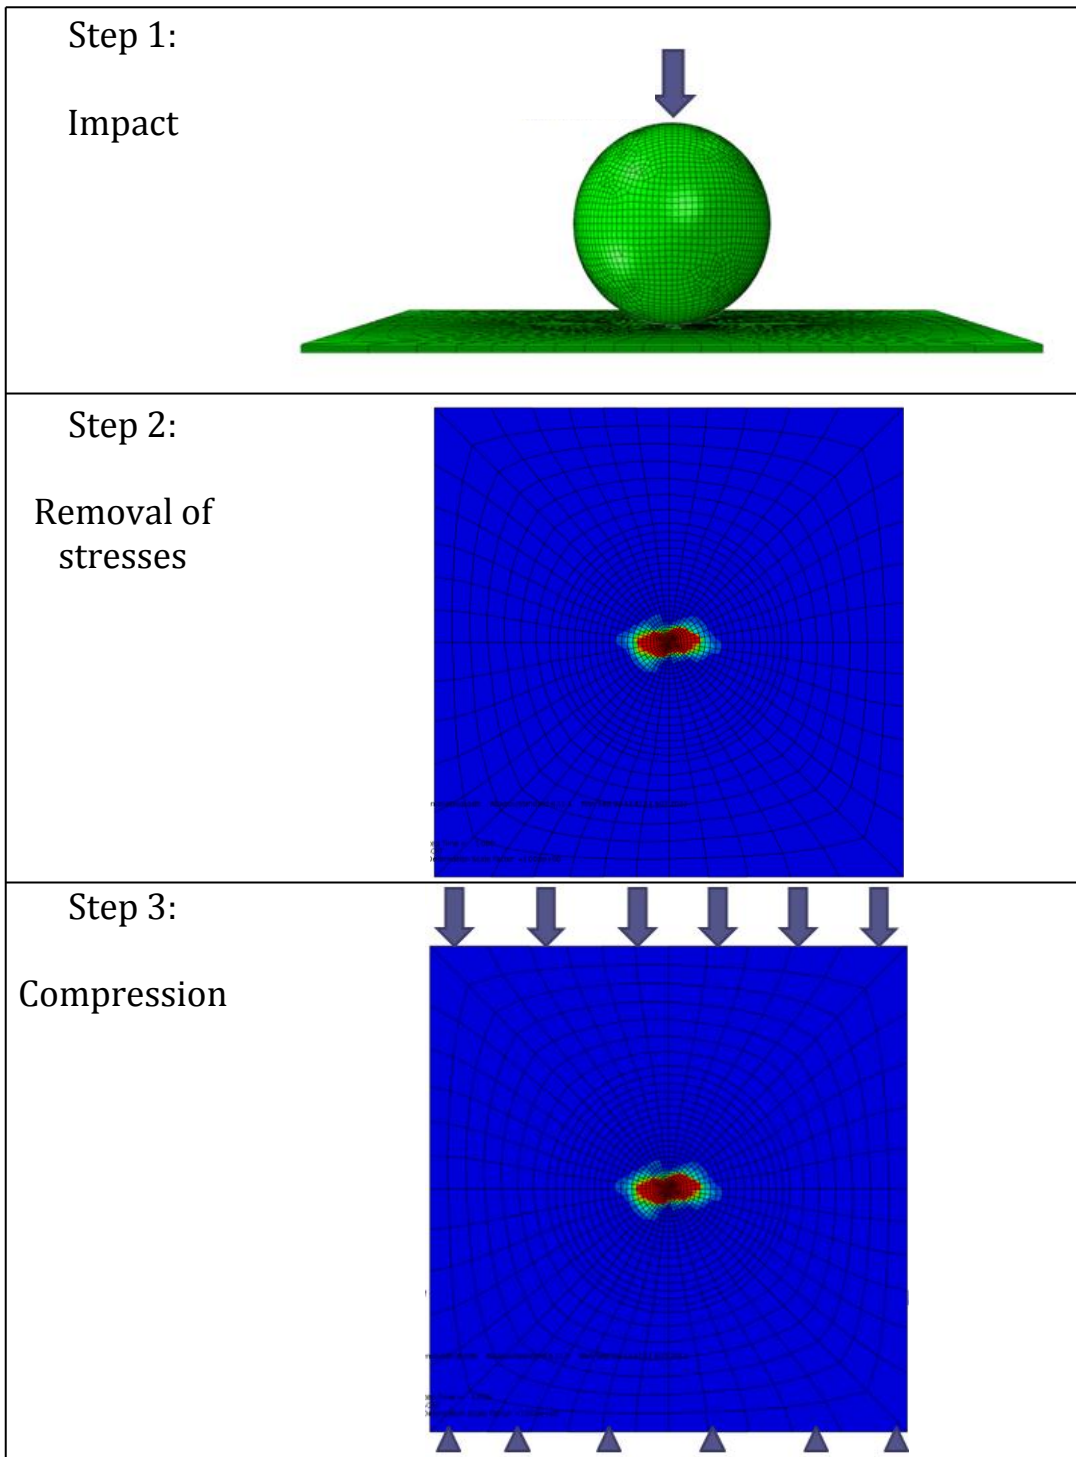 Step 1:
Impact
Step 2:
Removal of
stresses
Step 3:
Compression